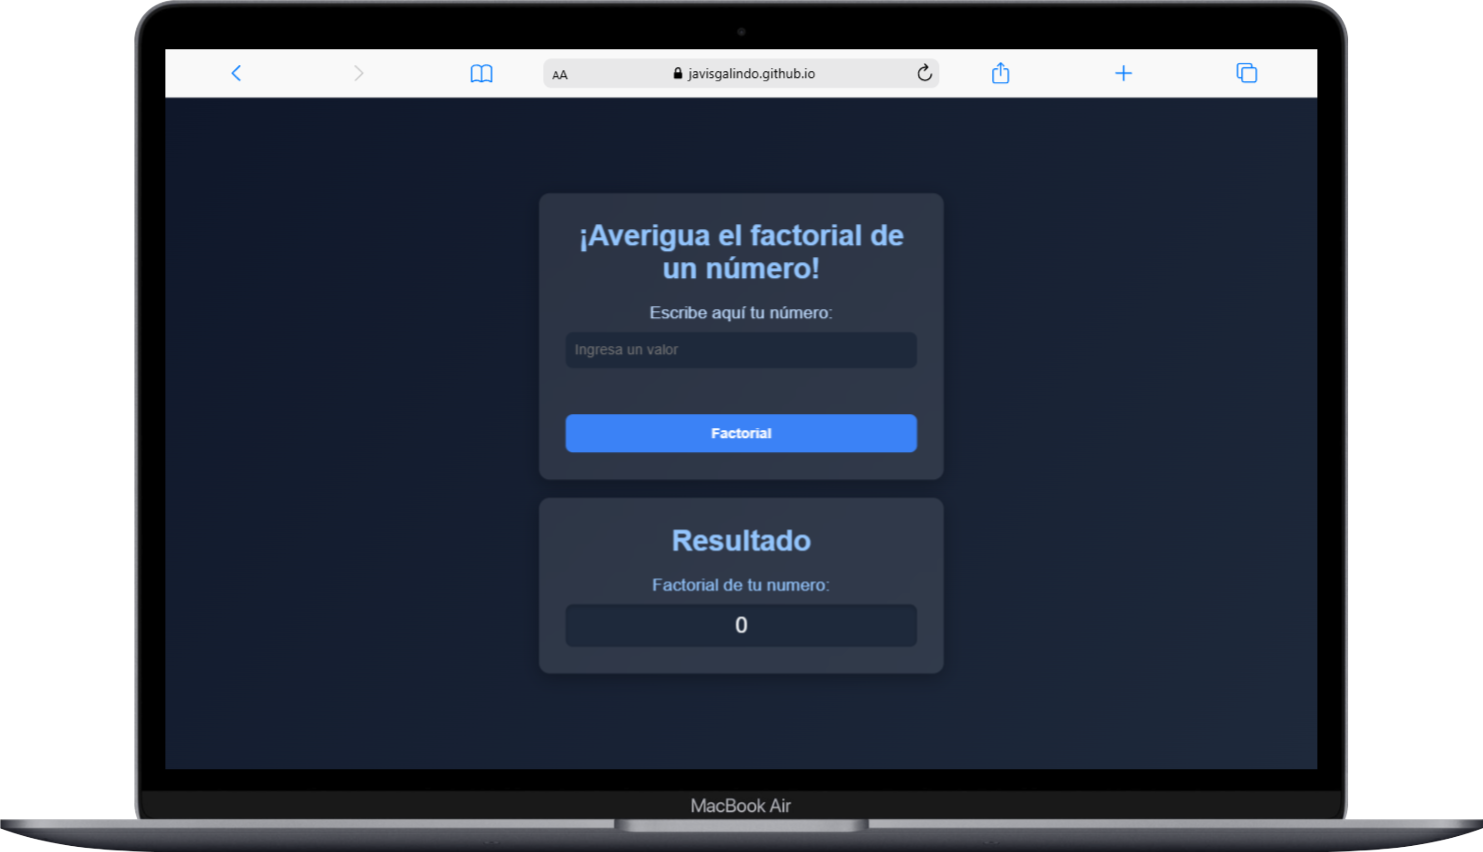 AA
javisgalindo.github.io
¡Averigua el factorial de
un número!
Escribe aquí tu número:
Ingresa un valor
Factorial
Resultado
Factorial de tu numero:
0
MacBook Air